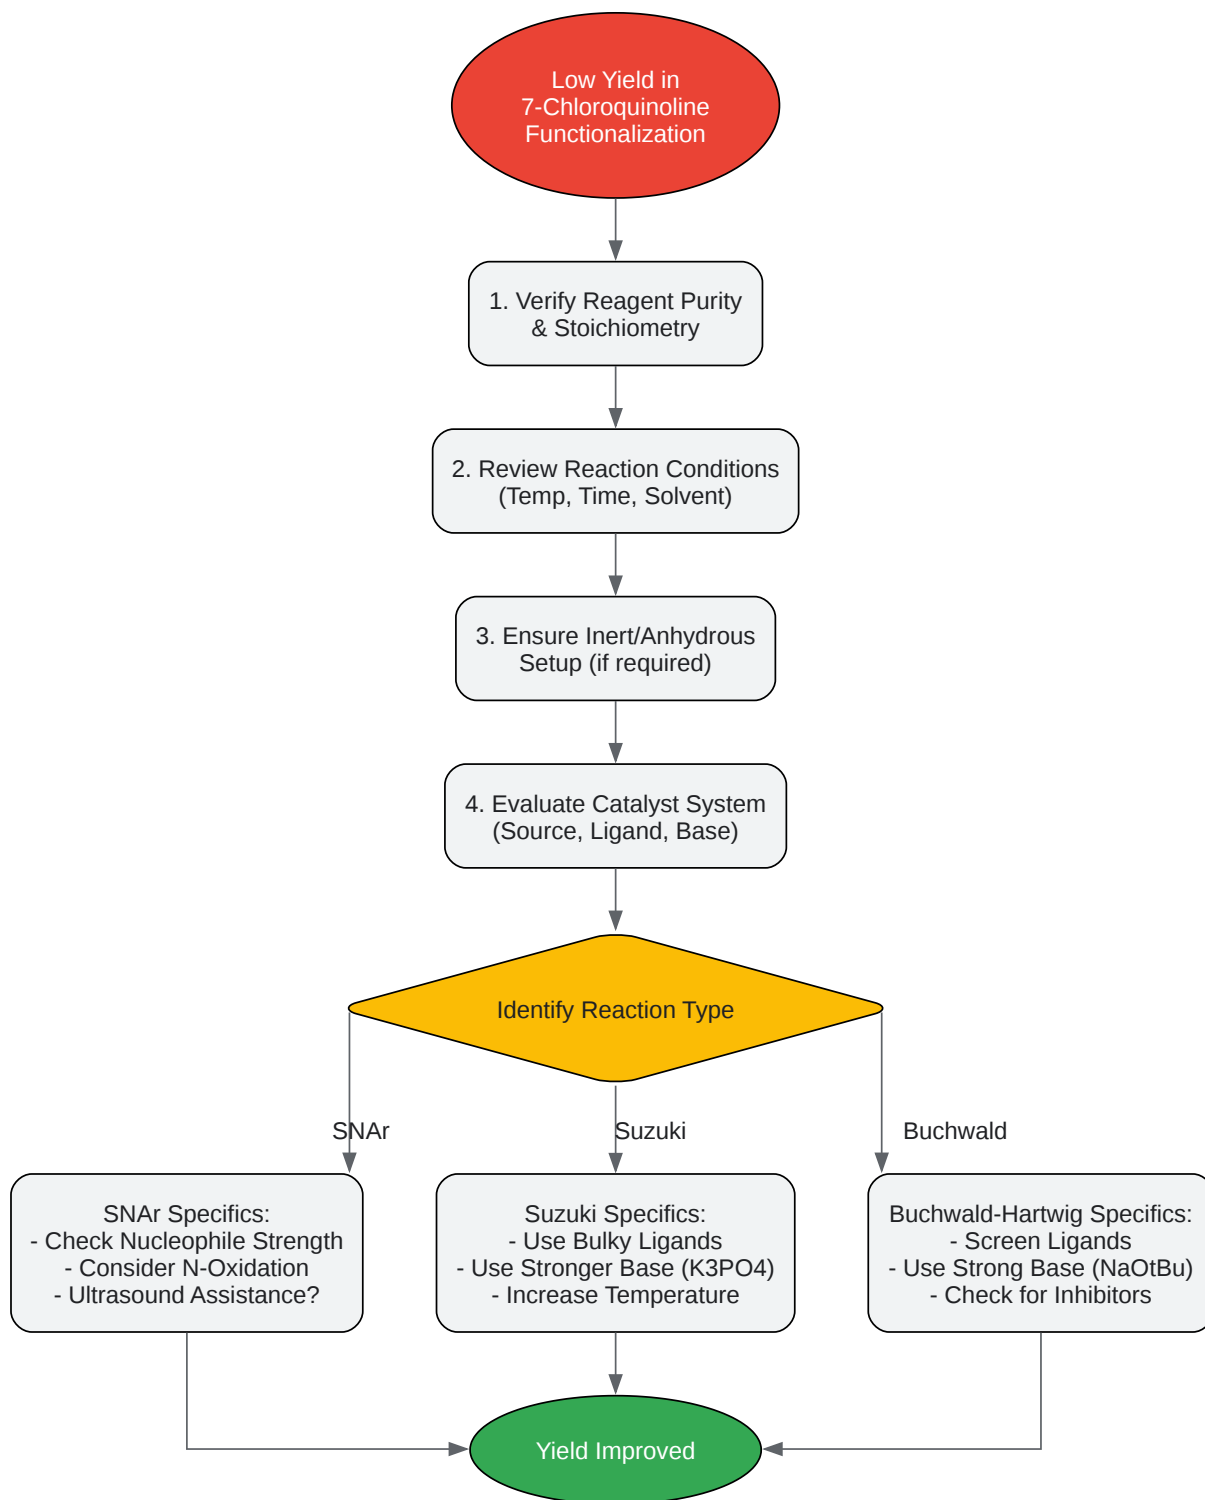 Low Yield in
7-Chloroquinoline
Functionalization
1. Verify Reagent Purity
& Stoichiometry
2. Review Reaction Conditions
(Temp, Time, Solvent)
3. Ensure Inert/Anhydrous
Setup (if required)
4. Evaluate Catalyst System
(Source, Ligand, Base)
Identify Reaction Type
SNAr
Suzuki
Buchwald
SNAr Specifics:
- Check Nucleophile Strength
- Consider N-Oxidation
- Ultrasound Assistance?
Suzuki Specifics:
- Use Bulky Ligands
- Use Stronger Base (K3PO4)
- Increase Temperature
Buchwald-Hartwig Specifics:
- Screen Ligands
- Use Strong Base (NaOtBu)
- Check for Inhibitors
Yield Improved